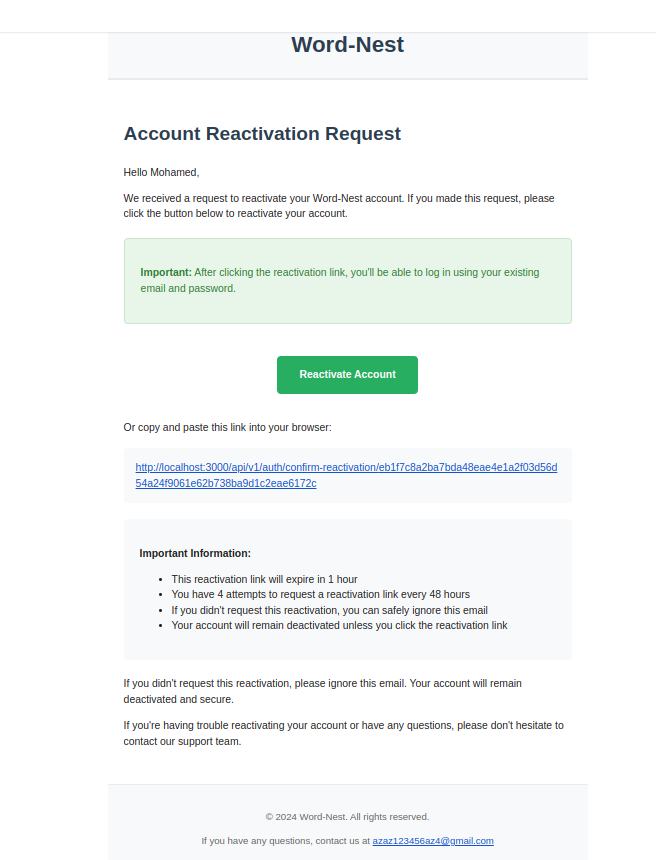 Word-Nest
Account Reactivation Request
Hello Mohamed,
We received a request to reactivate your Word-Nest account. If you made this request, please
click the button below to reactivate your account.
Important: After clicking the reactivation link, you'll be able to log in using your existing
email and password.
Reactivate Account
Or copy and paste this link into your browser:
http://localhost:3000/api/v1/auth/confirm-reactivation/eb1f7c8a2ba7bda48eae4e1a2f03d56d
54a24f9061e62b738ba9d1c2eae6172c
Important Information:
• This reactivation link will expire in 1 hour
• You have 4 attempts to request a reactivation link every 48 hours
• If you didn't request this reactivation, you can safely ignore this email
• Your account will remain deactivated unless you click the reactivation link
If you didn't request this reactivation, please ignore this email. Your account will remain
deactivated and secure.
If you're having trouble reactivating your account or have any questions, please don't hesitate to
contact our support team.
© 2024 Word-Nest. All rights reserved.
If you have any questions, contact us at azaz123456az4@gmail.com